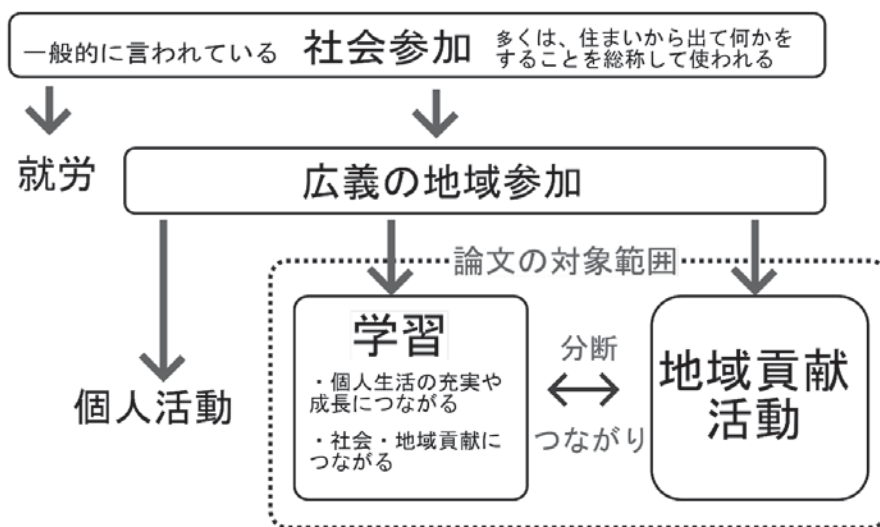 一般的に言われている 社会参加 多くは、住まいから出て何かを
することを総称して使われる
就労
広義の地域参加
論文の対象範囲
学習
・個人生活の充実や
成長につながる
・社会・地域貢献に
つながる
分断
つながり
地域貢献
活動
個人活動